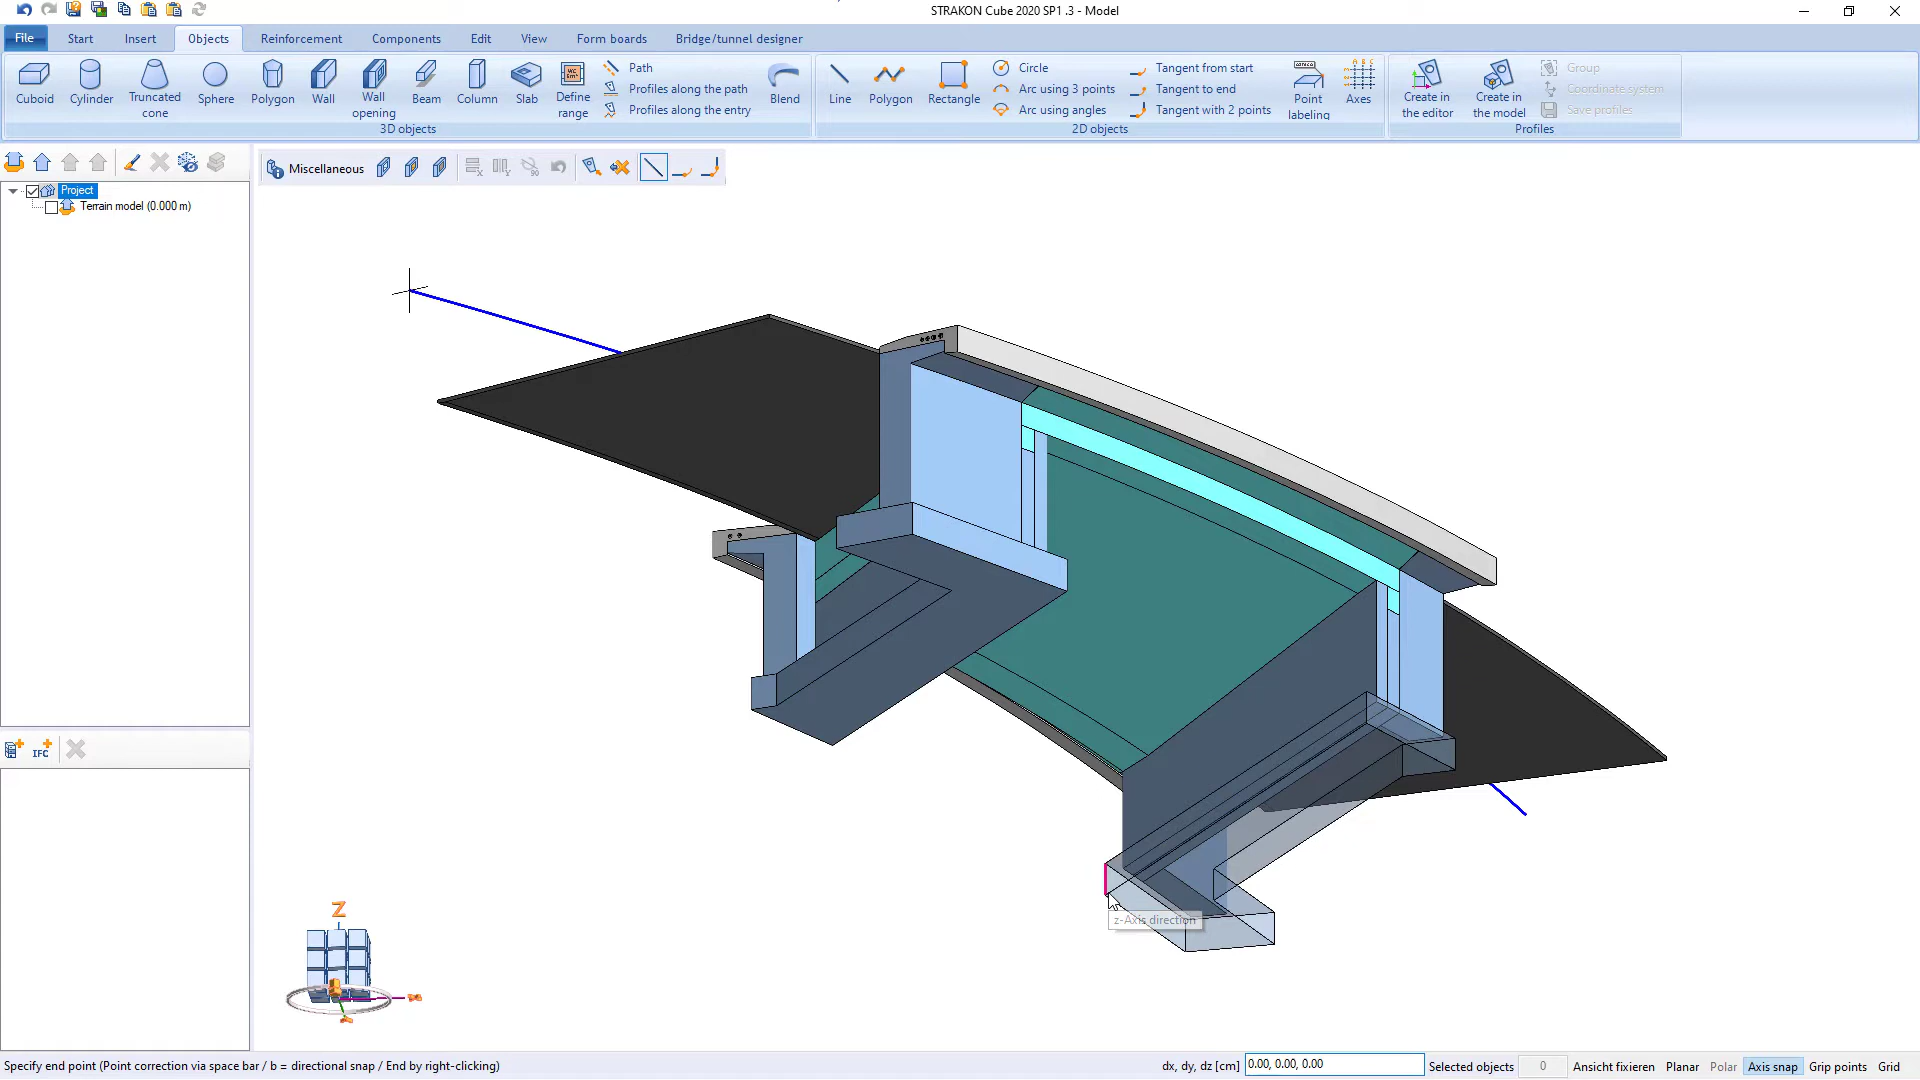 STRAKON Cube 2020 SP1 .3 - Model
File Start Insert Objects Reinforcement Components Edit View Form boards Bridge/tunnel designer
Cuboid Cylinder Truncated cone Sphere Polygon Wall Wall opening Beam Column Slab Define range
Path
Profiles along the path
Profiles along the entry
Blend
3D objects
Line Polygon Rectangle
Circle
Arc using 3 points
Arc using angles
Tangent from start
Tangent to end
Tangent with 2 points
Point labeling
Axes
2D objects
Create in the editor
Create in the model
Group
Coordinate system
Save profiles
Profiles
Miscellaneous
Project
Terrain model (0.000 m)
IFC
z-Axis direction
Z
Specify end point (Point correction via space bar / b = directional snap / End by right-clicking)
dx, dy, dz [cm] 0.00, 0.00, 0.00 Selected objects 0 Ansicht fixieren Planar Polar Axis snap Grip points Grid